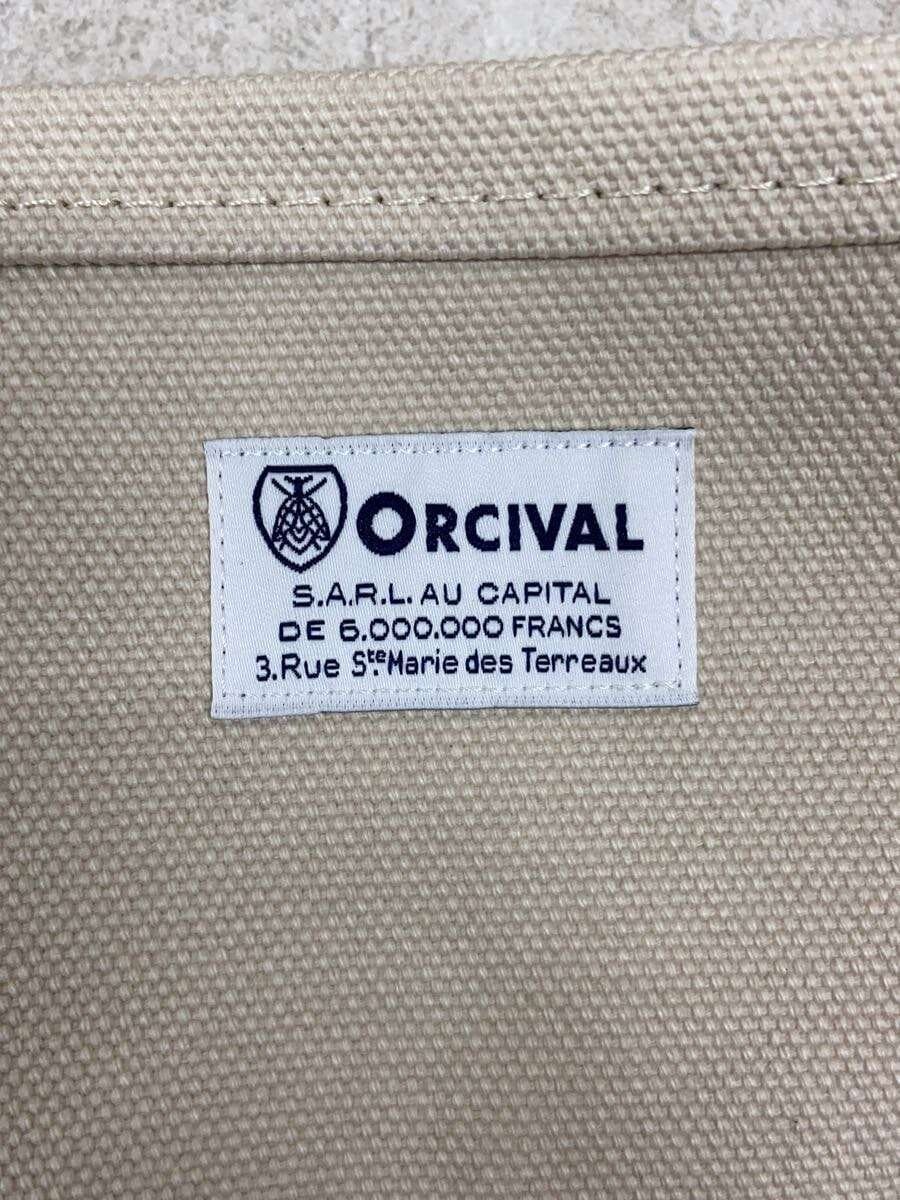 ORCIVAL
S.A.R.L. AU CAPITAL
DE 6.000.000 FRANCS
3.Rue Ste Marie des Terreaux